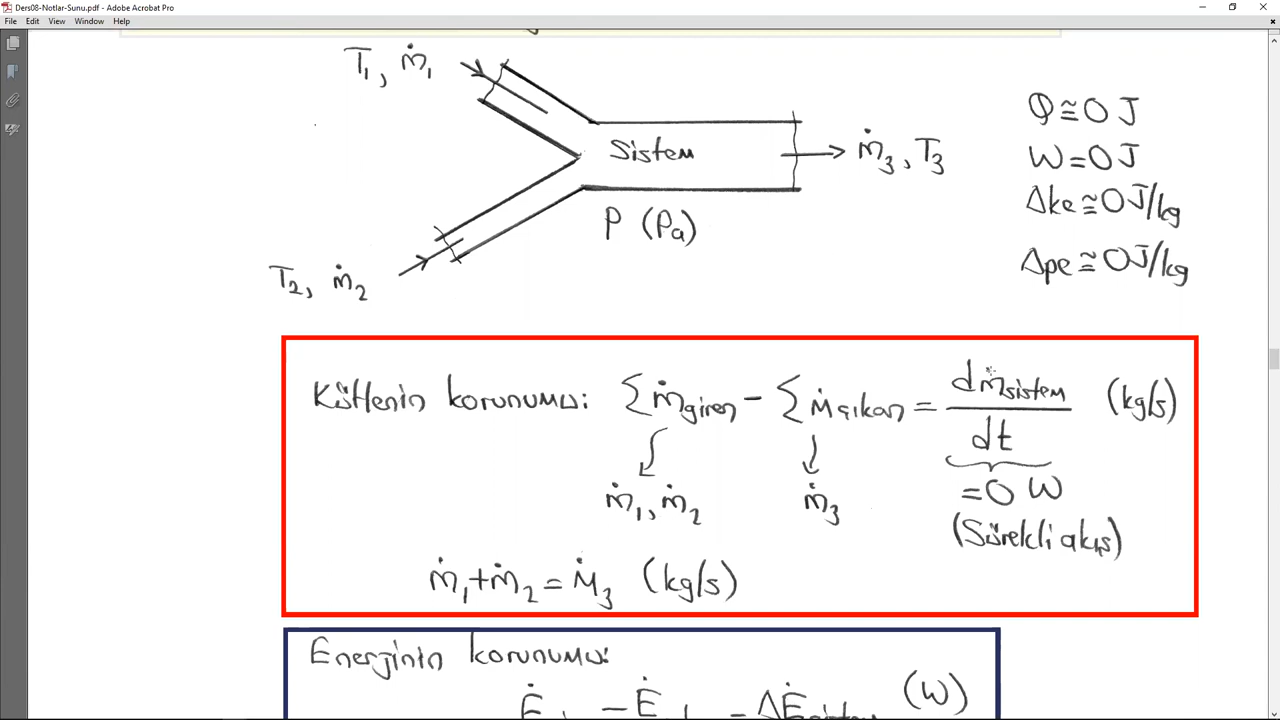 Ders08-Notlar-Sunu.pdf - Adobe Acrobat Pro
File Edit View Window Help
T₁, ṁ₁
Sistem
ṁ₃, T₃
P (Pa)
T₂, ṁ₂
Q≅0 J
W=0 J
Δke≅0 J/kg
Δpe≅0 J/kg
Kütlenin korunumu: Σṁgiren - Σṁçıkan = dṁsistem/dt (kg/s)
ṁ₁, ṁ₂ ṁ₃ =0 W
(Sürekli akış)
ṁ₁+ṁ₂=ṁ₃ (kg/s)
Enerjinin korunumu:
Ė - Ė = ΔĖ (W)